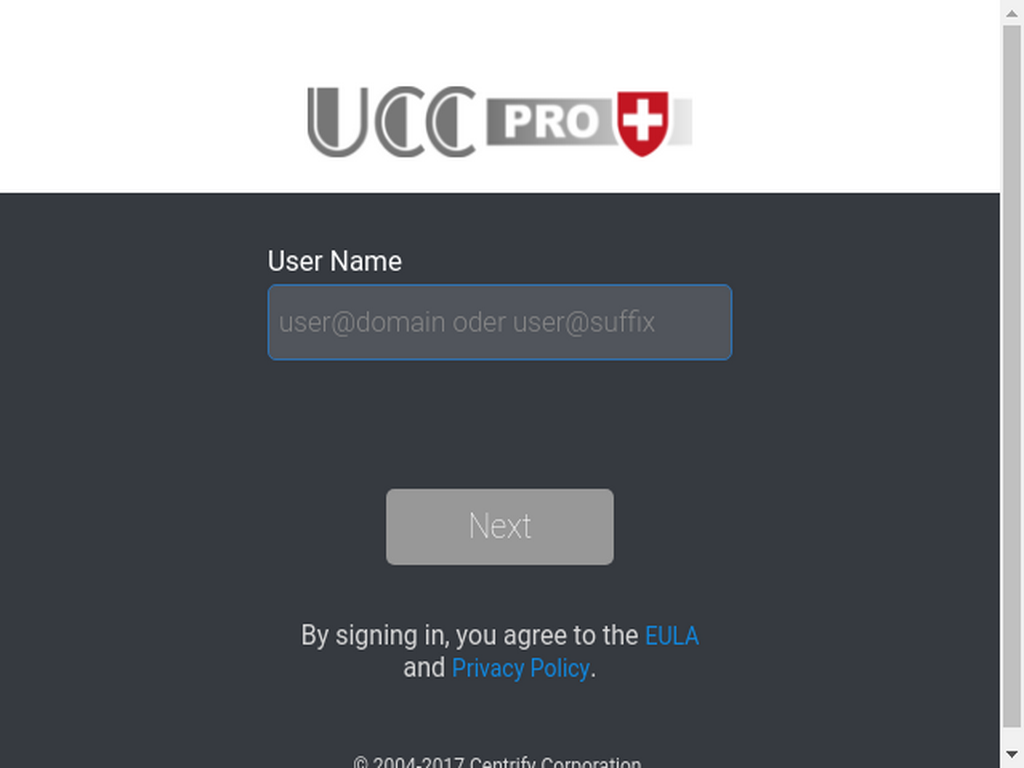 UCC PRO
User Name
user@domain oder user@suffix
Next
By signing in, you agree to the EULA
and Privacy Policy.
© 2004-2017 Centrify Corporation